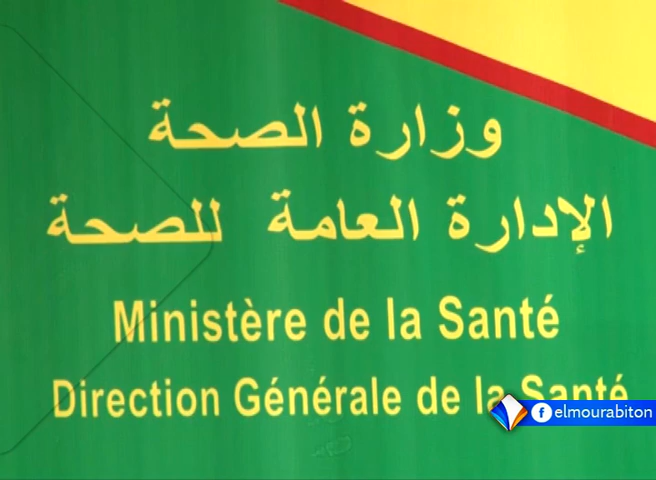 وزارة الصحة
الإدارة العامة للصحة
Ministère de la Santé
Direction Générale de la Santé
elmourabiton